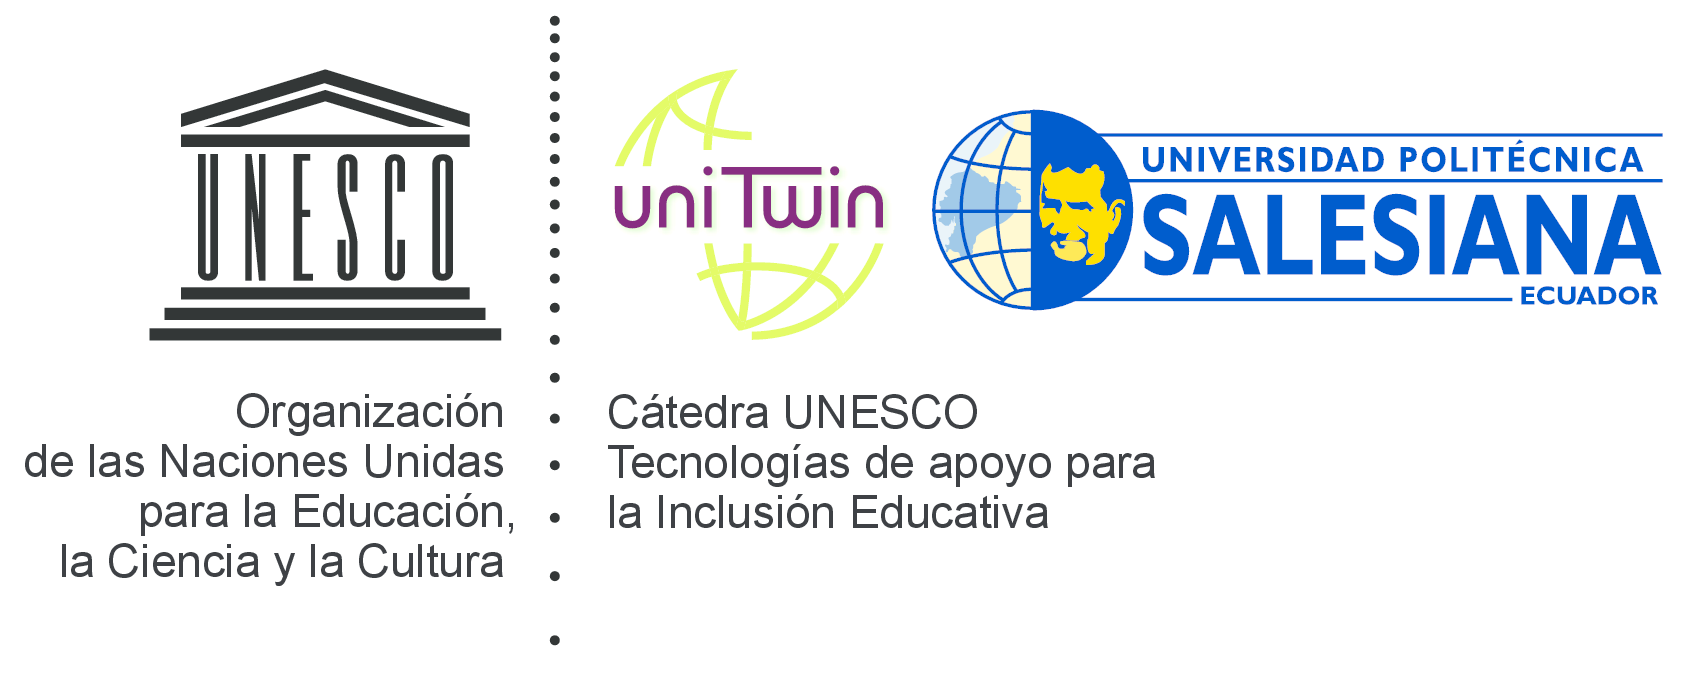 UNESCO
Organización
de las Naciones Unidas
para la Educación,
la Ciencia y la Cultura
uniTwin
UNIVERSIDAD POLITÉCNICA
SALESIANA
ECUADOR
Cátedra UNESCO
Tecnologías de apoyo para
la Inclusión Educativa